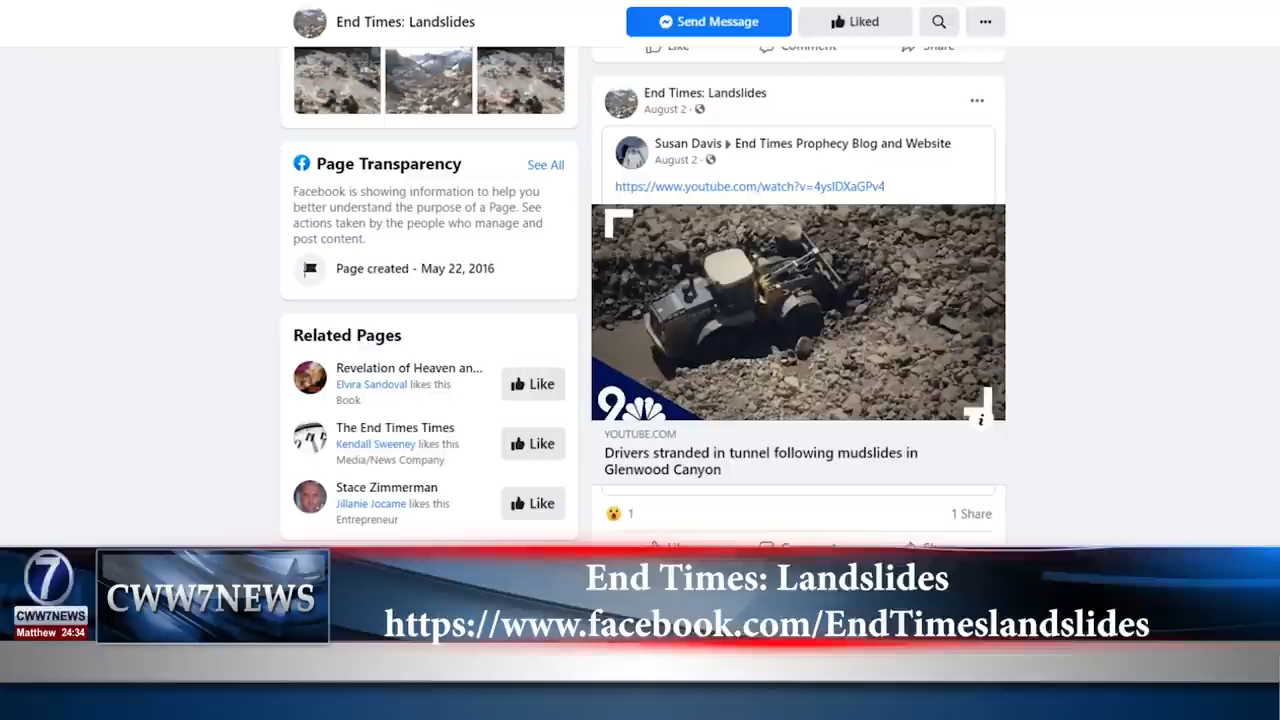 End Times: Landslides
Send Message
Liked
Like
Comment
Share
Page Transparency
See All
Facebook is showing information to help you
better understand the purpose of a Page. See
actions taken by the people who manage and
post content.
Page created - May 22, 2016
Related Pages
Revelation of Heaven an...
Elvira Sandoval likes this
Book
Like
The End Times Times
Kendall Sweeney likes this
Media/News Company
Like
Stace Zimmerman
Jillanie Jocame likes this
Entrepreneur
Like
End Times: Landslides
August 2 ·
Susan Davis End Times Prophecy Blog and Website
August 2 ·
https://www.youtube.com/watch?v=4yslDXaGPv4
9
YOUTUBE.COM
Drivers stranded in tunnel following mudslides in
Glenwood Canyon
1
1 Share
7
CWW7NEWS
Matthew 24:34
CWW7NEWS
End Times: Landslides
https://www.facebook.com/EndTimeslandslides